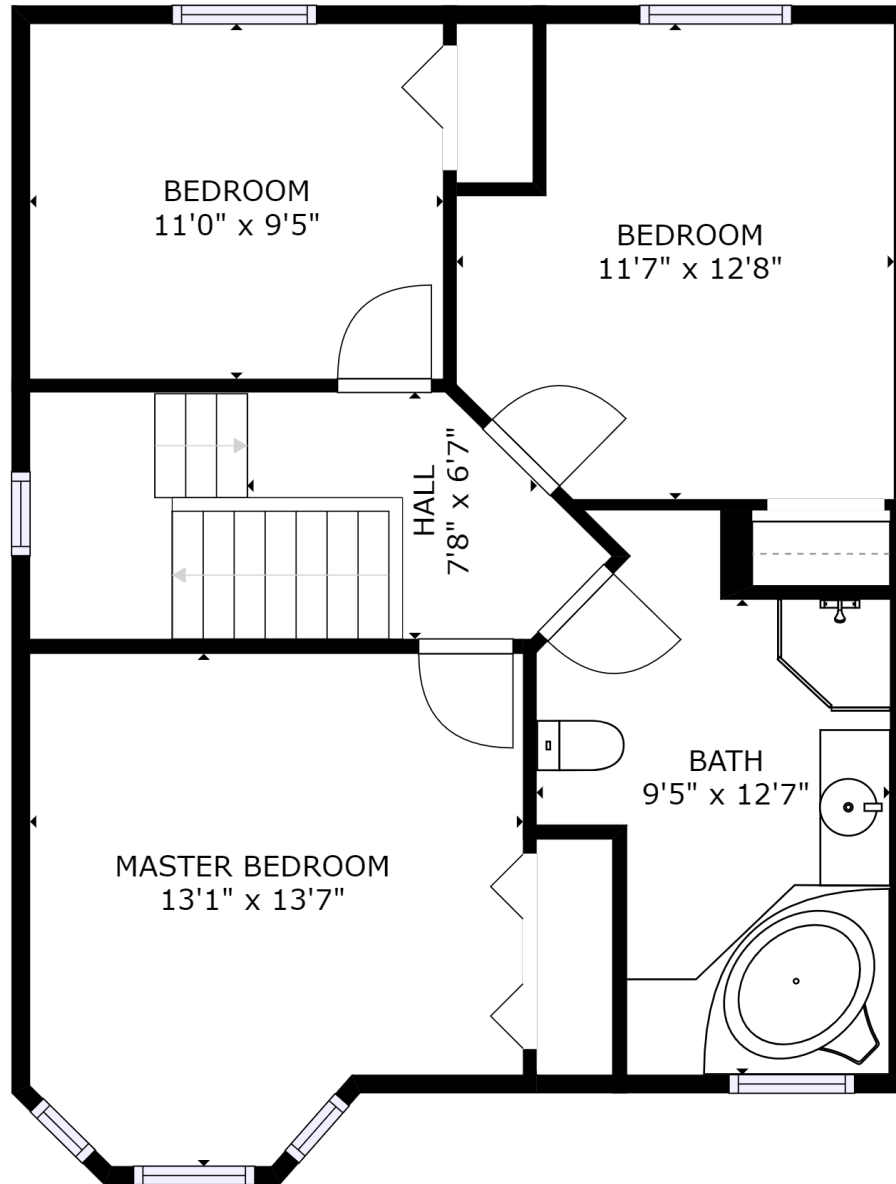 BEDROOM
11'0" x 9'5"
BEDROOM
11'7" x 12'8"
HALL
7'8" x 6'7"
BATH
9'5" x 12'7"
MASTER BEDROOM
13'1" x 13'7"